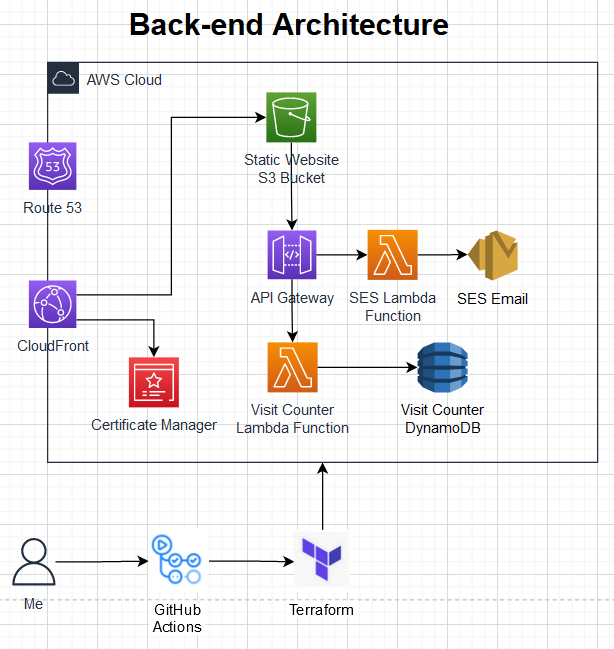 Back-end Architecture
AWS Cloud
53
Route 53
Static Website
S3 Bucket
CloudFront
API Gateway
SES Lambda
Function
SES Email
Certificate Manager
Visit Counter
Lambda Function
Visit Counter
DynamoDB
Me
GitHub
Actions
Terraform